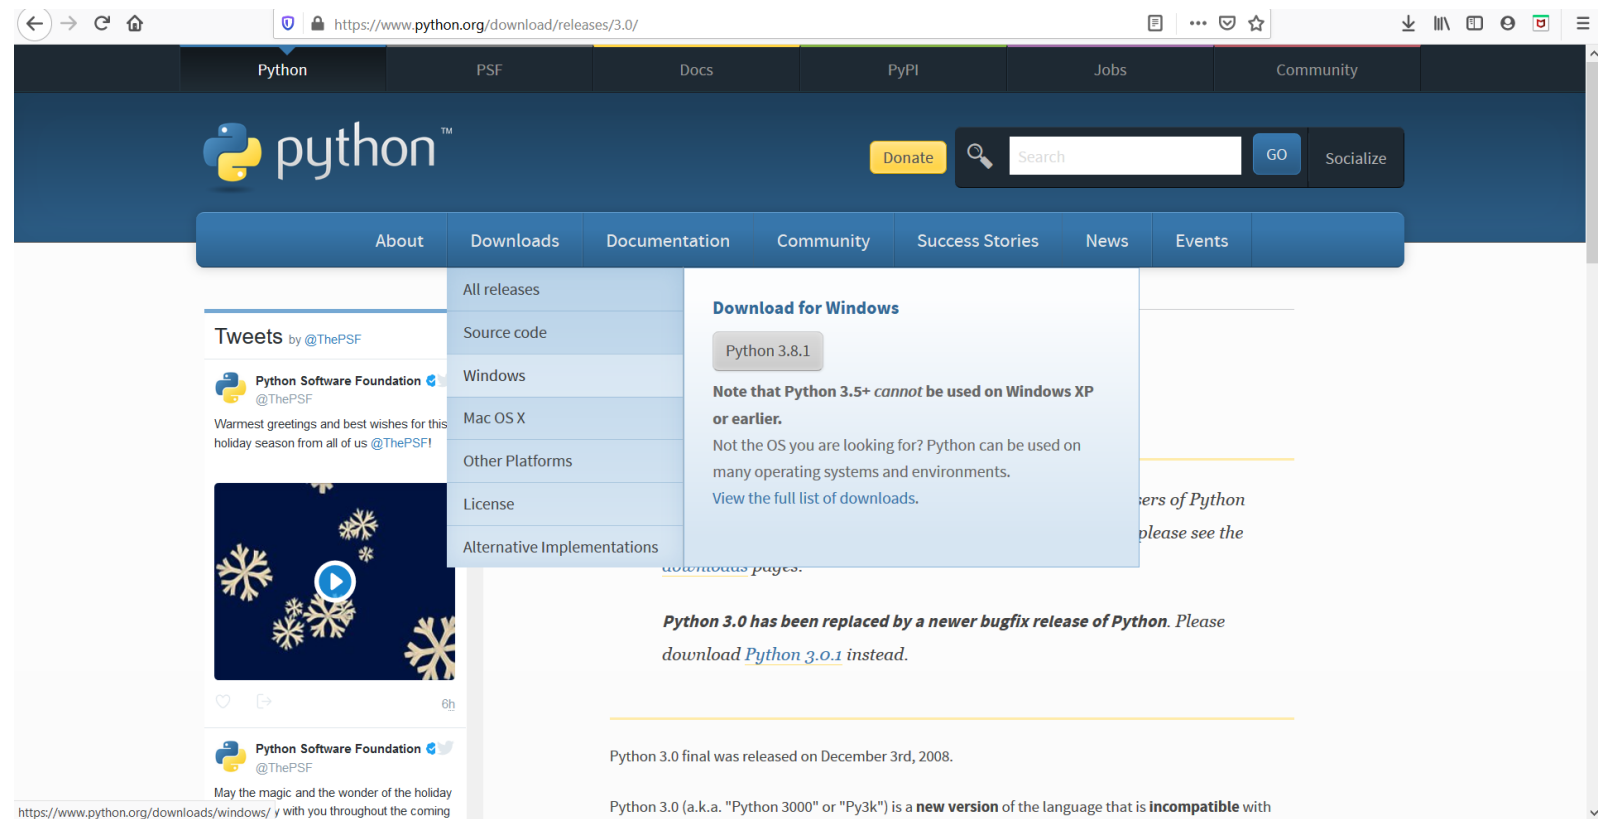 https://www.python.org/download/releases/3.0/
Python
PSF
Docs
PyPI
Jobs
Community
python™
Donate
Search
GO
Socialize
About
Downloads
Documentation
Community
Success Stories
News
Events
All releases
Source code
Windows
Mac OS X
Other Platforms
License
Alternative Implementations
Download for Windows
Python 3.8.1
Note that Python 3.5+ cannot be used on Windows XP
or earlier.
Not the OS you are looking for? Python can be used on
many operating systems and environments.
View the full list of downloads.
Tweets by @ThePSF
Python Software Foundation
@ThePSF
Warmest greetings and best wishes for this
holiday season from all of us @ThePSF!
6h
Python Software Foundation
@ThePSF
May the magic and the wonder of the holiday
y with you throughout the coming
of Python
please see the
downloads pages.
Python 3.0 has been replaced by a newer bugfix release of Python. Please
download Python 3.0.1 instead.
Python 3.0 final was released on December 3rd, 2008.
Python 3.0 (a.k.a. "Python 3000" or "Py3k") is a new version of the language that is incompatible with
https://www.python.org/downloads/windows/